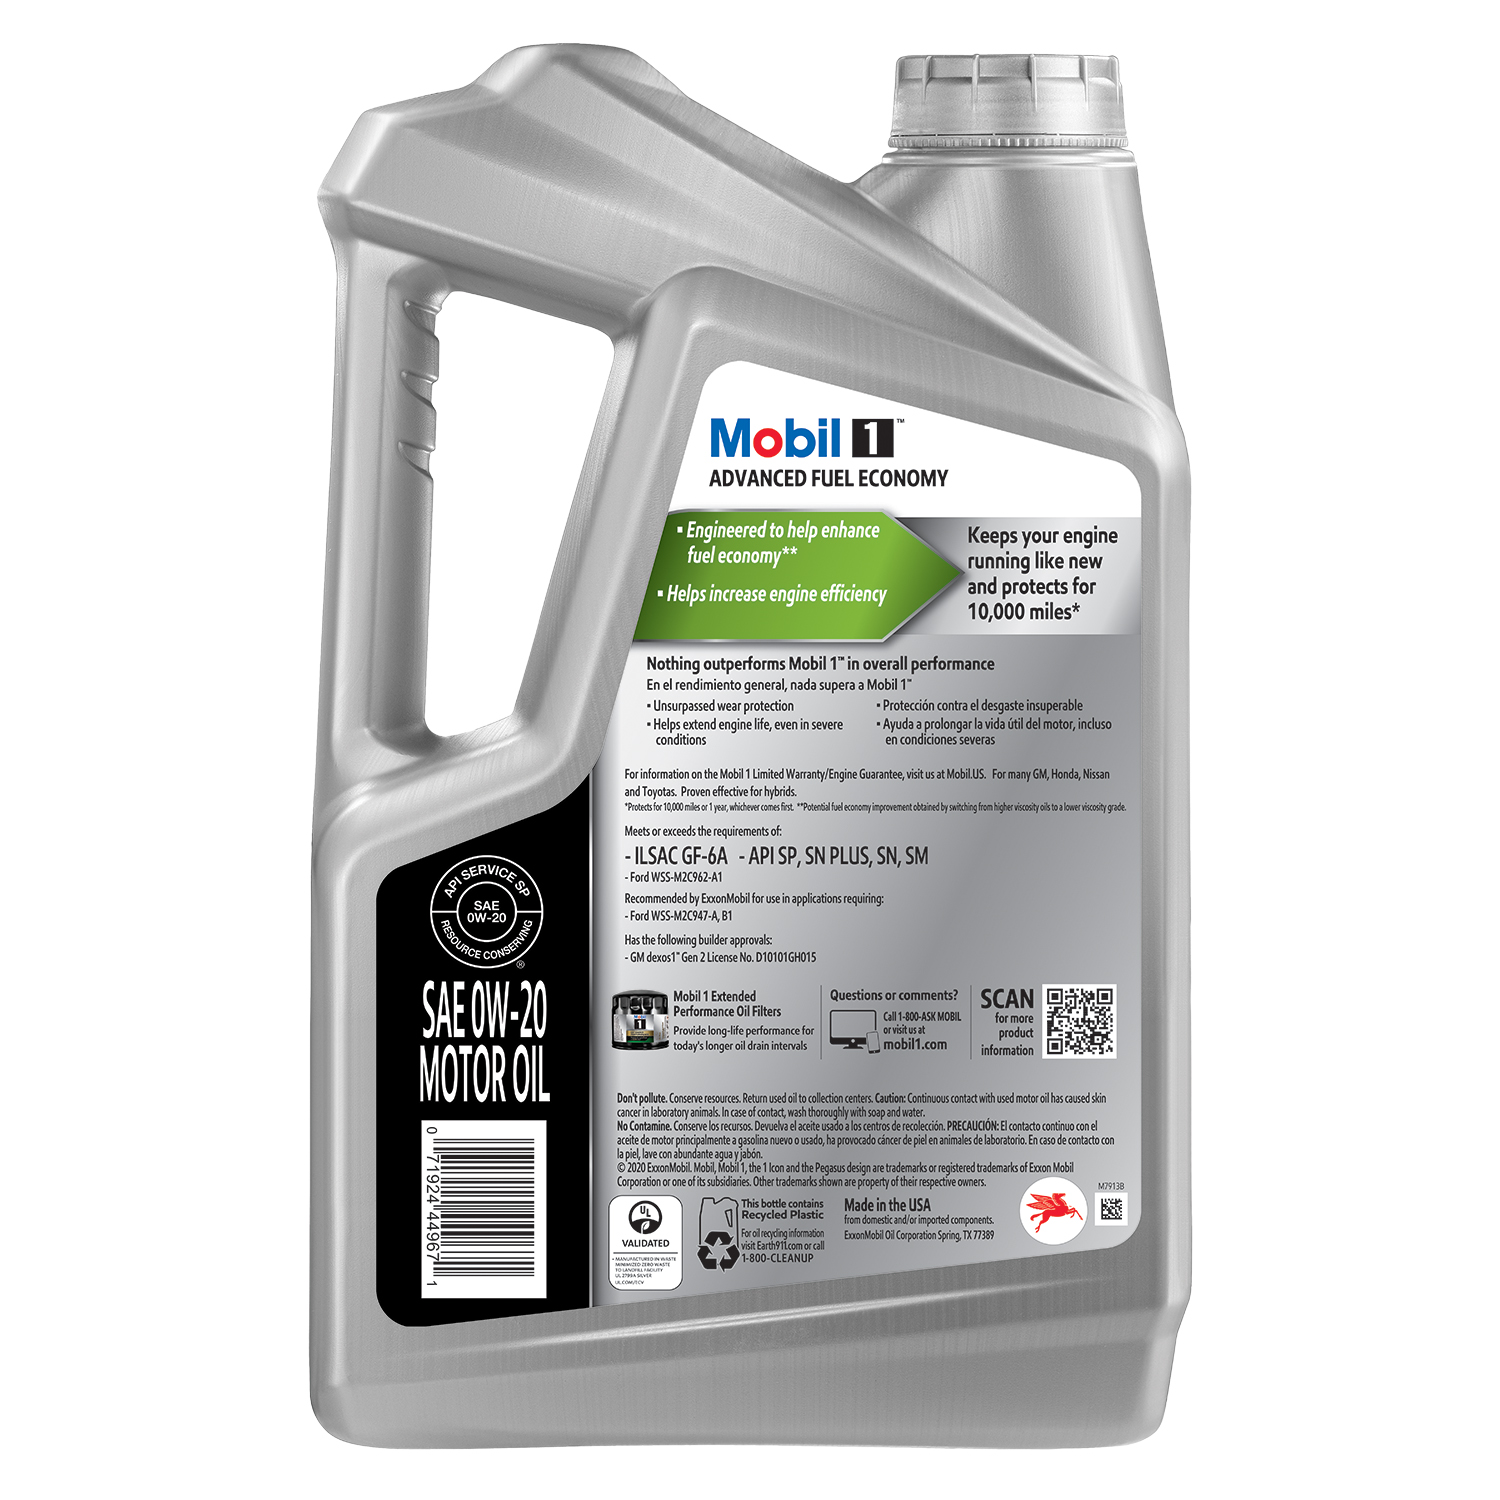 Mobil 1™
ADVANCED FUEL ECONOMY
▪ Engineered to help enhance
fuel economy**
▪ Helps increase engine efficiency
Keeps your engine
running like new
and protects for
10,000 miles*
Nothing outperforms Mobil 1™ in overall performance
En el rendimiento general, nada supera a Mobil 1™
▪ Unsurpassed wear protection
▪ Helps extend engine life, even in severe
conditions
▪ Protección contra el desgaste insuperable
▪ Ayuda a prolongar la vida útil del motor, incluso
en condiciones severas
For information on the Mobil 1 Limited Warranty/Engine Guarantee, visit us at Mobil.US. For many GM, Honda, Nissan
and Toyotas. Proven effective for hybrids.
*Protects for 10,000 miles or 1 year, whichever comes first. **Potential fuel economy improvement obtained by switching from higher viscosity oils to a lower viscosity grade.
Meets or exceeds the requirements of:
- ILSAC GF-6A - API SP, SN PLUS, SN, SM
- Ford WSS-M2C962-A1
Recommended by ExxonMobil for use in applications requiring:
- Ford WSS-M2C947-A, B1
Has the following builder approvals:
- GM dexos1™ Gen 2 License No. D10101GH015
API SERVICE SP
SAE
0W-20
RESOURCE CONSERVING
®
SAE 0W-20
MOTOR OIL
0 71924 44967 1
Mobil
1
Mobil 1 Extended
Performance Oil Filters
Provide long-life performance for
today's longer oil drain intervals
Questions or comments?
Call 1-800-ASK MOBIL
or visit us at
mobil1.com
SCAN
for more
product
information
Don't pollute. Conserve resources. Return used oil to collection centers. Caution: Continuous contact with used motor oil has caused skin
cancer in laboratory animals. In case of contact, wash thoroughly with soap and water.
No Contamine. Conserve los recursos. Devuelva el aceite usado a los centros de recolección. PRECAUCIÓN: El contacto continuo con el
aceite de motor principalmente a gasolina nuevo o usado, ha provocado cáncer de piel en animales de laboratorio. En caso de contacto con
la piel, lave con abundante agua y jabón.
© 2020 ExxonMobil. Mobil, Mobil 1, the 1 Icon and the Pegasus design are trademarks or registered trademarks of Exxon Mobil
Corporation or one of its subsidiaries. Other trademarks shown are property of their respective owners.
UL
VALIDATED
• MANUFACTURED IN WASTE
MINIMIZED ZERO WASTE
TO LANDFILL FACILITY
UL 2799A SILVER
UL.COM/ECV
This bottle contains
Recycled Plastic
For oil recycling information
visit Earth911.com or call
1-800-CLEANUP
Made in the USA
from domestic and/or imported components.
ExxonMobil Oil Corporation Spring, TX 77389
M7913B